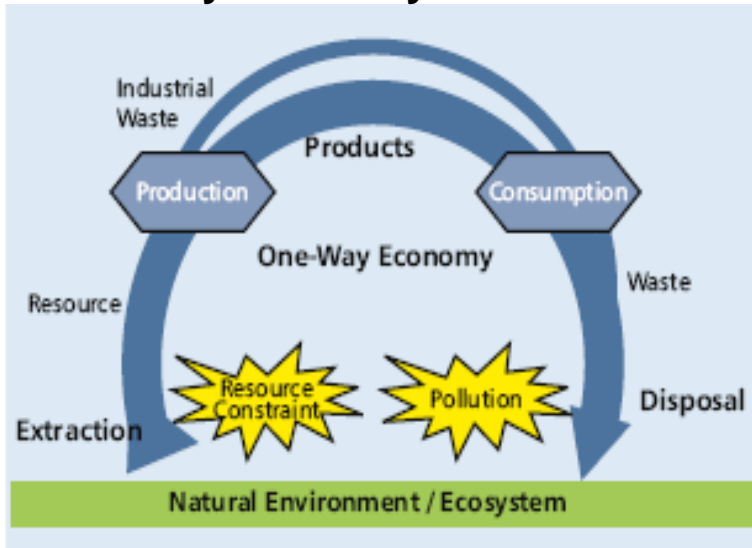 Industrial
Waste
Products
Production
Consumption
One-Way Economy
Resource
Waste
Resource
Constraint
Pollution
Extraction
Disposal
Natural Environment / Ecosystem